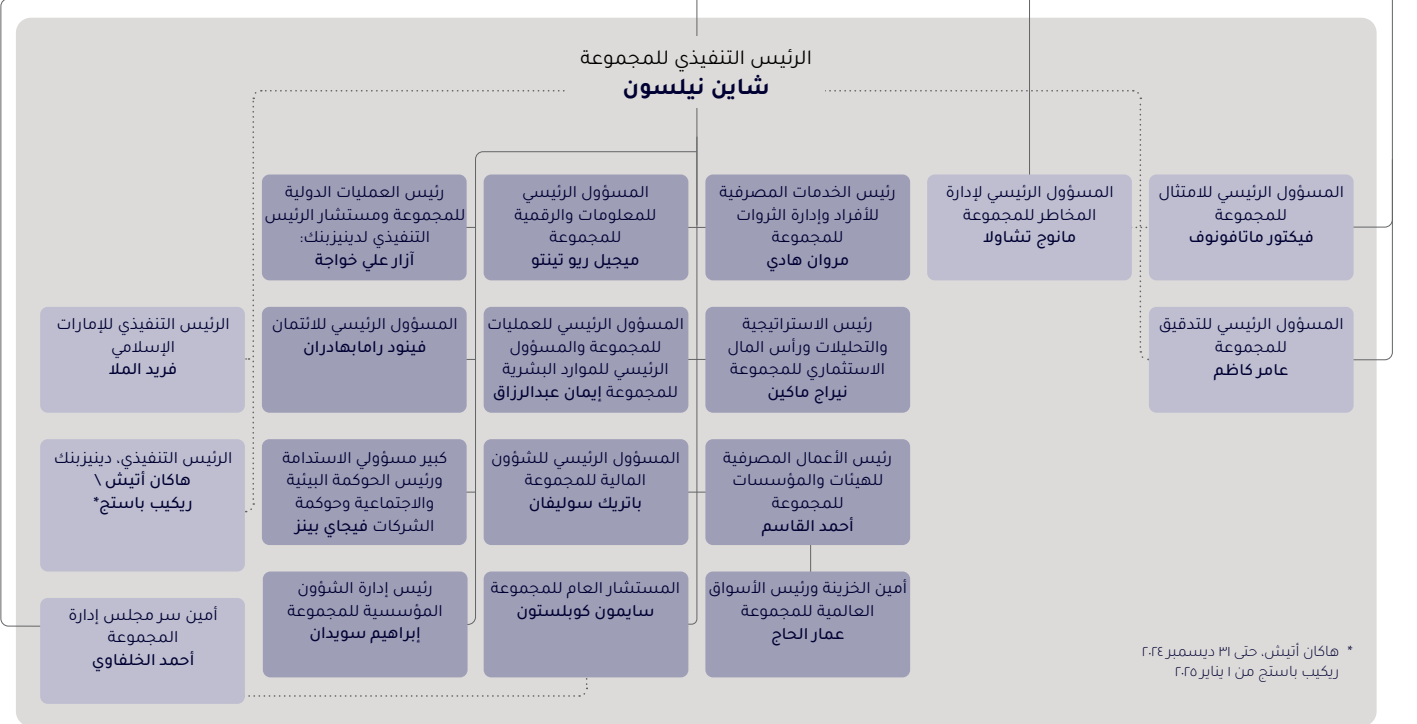 الرئيس التنفيذي للمجموعة
شاين نيلسون
المسؤول الرئيسي للامتثال
للمجموعة
فيكتور ماتافونوف
المسؤول الرئيسي لإدارة
المخاطر للمجموعة
مانوج تشاولا
رئيس الخدمات المصرفية
للأفراد وإدارة الثروات
للمجموعة
مروان هادي
المسؤول الرئيسي
للمعلومات والرقمية
للمجموعة
ميجيل ريو تينتو
رئيس العمليات الدولية
للمجموعة ومستشار الرئيس
التنفيذي لدينيزبنك:
آزار علي خواجة
المسؤول الرئيسي للتدقيق
للمجموعة
عامر كاظم
رئيس الاستراتيجية
والتحليلات ورأس المال
الاستثماري للمجموعة
نيراج ماكين
المسؤول الرئيسي للعمليات
للمجموعة والمسؤول
الرئيسي للموارد البشرية
للمجموعة إيمان عبدالرزاق
المسؤول الرئيسي للائتمان
فينود رامابهادران
الرئيس التنفيذي للإمارات
الإسلامي
فريد الملا
رئيس الأعمال المصرفية
للهيئات والمؤسسات
للمجموعة
أحمد القاسم
المسؤول الرئيسي للشؤون
المالية للمجموعة
باتريك سوليفان
كبير مسؤولي الاستدامة
ورئيس الحوكمة البيئية
والاجتماعية وحوكمة
الشركات فيجاي بينز
الرئيس التنفيذي، دينيزبنك
هاكان أتيش \
ريكيب باستج*
أمين الخزينة ورئيس الأسواق
العالمية للمجموعة
عمار الحاج
المستشار العام للمجموعة
سايمون كوبلستون
رئيس إدارة الشؤون
المؤسسية للمجموعة
إبراهيم سويدان
أمين سر مجلس إدارة
المجموعة
أحمد الخلفاوي
* هاكان أتيش، حتى ٣١ ديسمبر ٢٠٢٤
ريكيب باستج من ١ يناير ٢٠٢٥